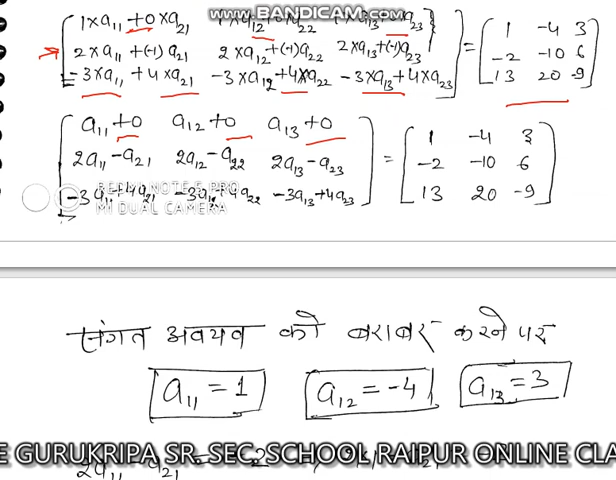 www.BANDICAM.com
1×a₁₁+0×a₂₁
2×a₁₁+(-1)a₂₁ 2×a₁₂+(-1)a₂₂ 2×a₁₃+(-1)a₂₃
-3×a₁₁+4×a₂₁ -3×a₁₂+4×a₂₂ -3×a₁₃+4×a₂₃
= 1 -4 3
-2 -10 6
13 20 -9
a₁₁+0 a₁₂+0 a₁₃+0
2a₁₁-a₂₁ 2a₁₂-a₂₂ 2a₁₃-a₂₃
-3a₁₁+4a₂₁ -3a₁₂+4a₂₂ -3a₁₃+4a₂₃
= 1 -4 3
-2 -10 6
13 20 -9
MI DUAL CAMERA
संगत अवयव को बराबर करने पर
a₁₁=1 a₁₂=-4 a₁₃=3
E GURUKRIPA SR. SEC. SCHOOL RAIPUR ONLINE CLA